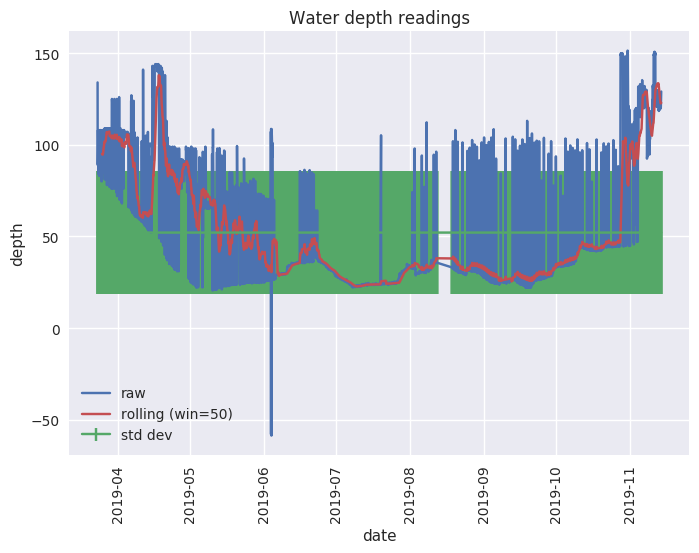 Water depth readings
150
100
50
0
−50
depth
raw
rolling (win=50)
std dev
2019-04
2019-05
2019-06
2019-07
2019-08
2019-09
2019-10
2019-11
date